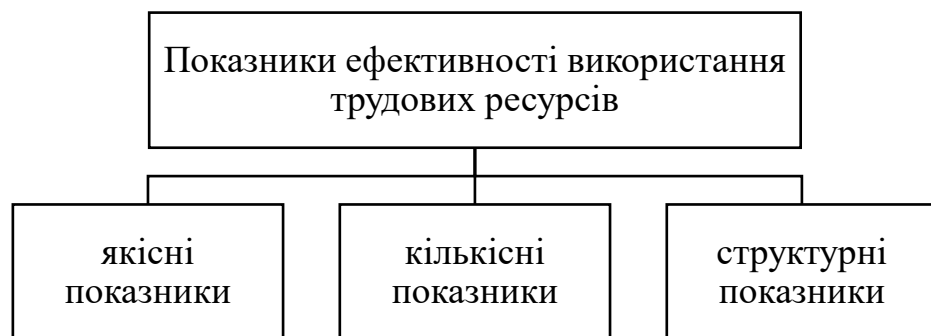 Показники ефективності використання
трудових ресурсів
якісні
показники
кількісні
показники
структурні
показники